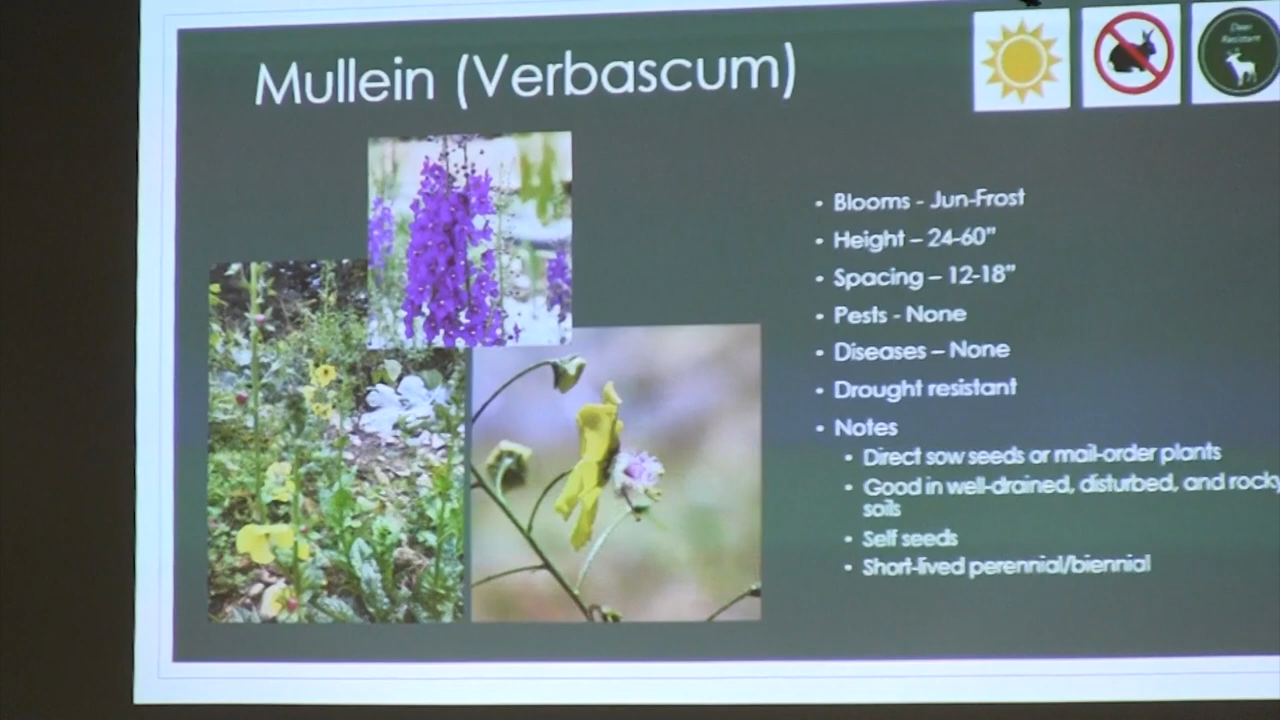 Mullein (Verbascum)
Deer
Resistant
• Blooms - Jun-Frost
• Height – 24-60"
• Spacing – 12-18"
• Pests - None
• Diseases – None
• Drought resistant
• Notes
• Direct sow seeds or mail-order plants
• Good in well-drained, disturbed, and rocky
soils
• Self seeds
• Short-lived perennial/biennial